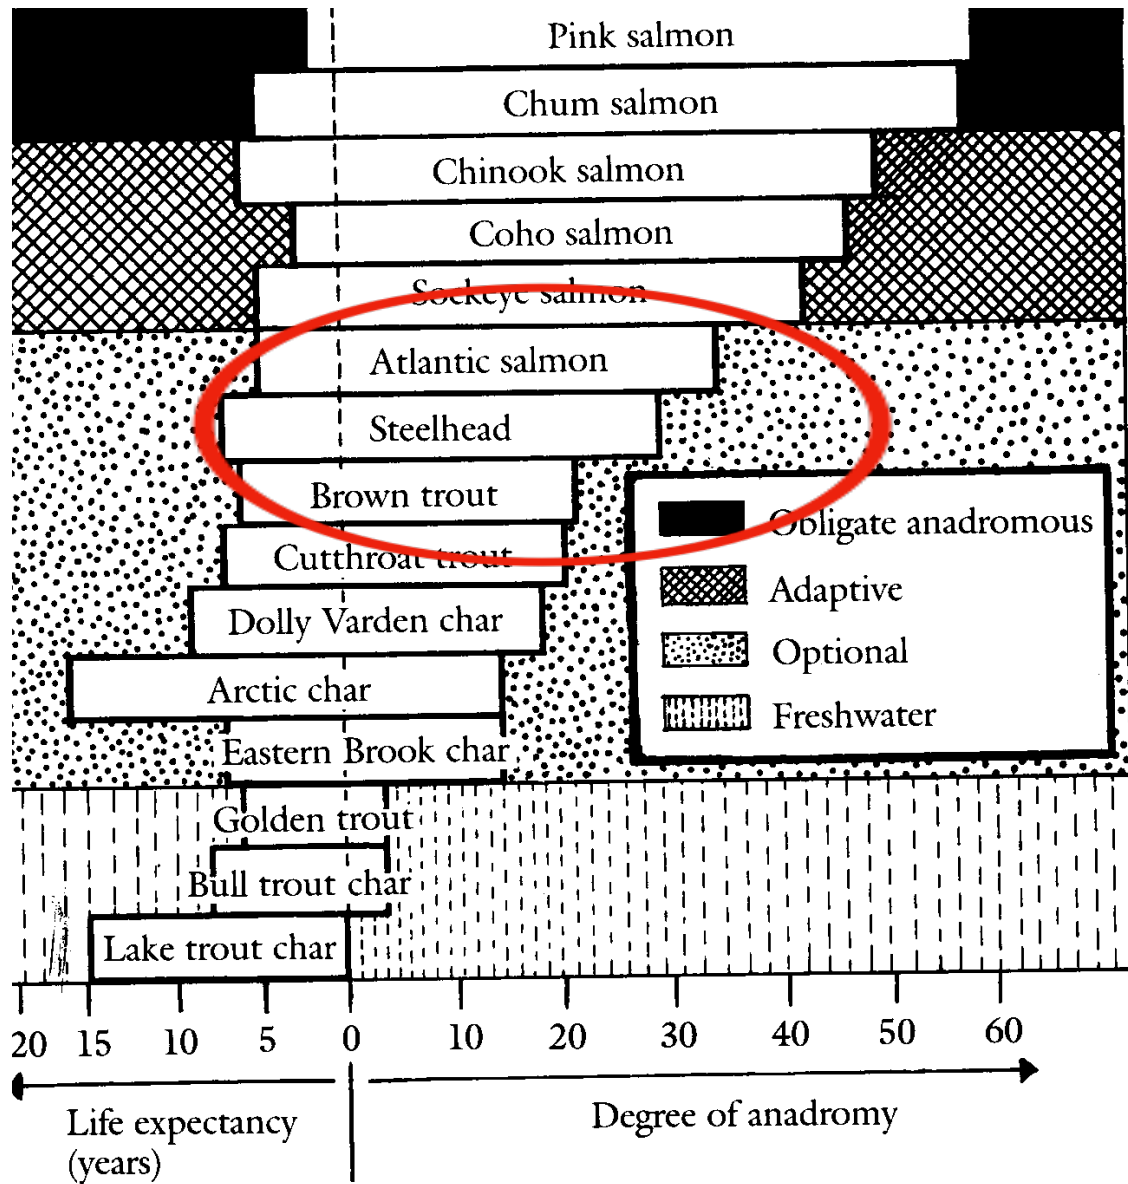 Pink salmon
Chum salmon
Chinook salmon
Coho salmon
Sockeye salmon
Atlantic salmon
Steelhead
Brown trout
Cutthroat trout
Dolly Varden char
Arctic char
Eastern Brook char
Golden trout
Bull trout char
Lake trout char
Obligate anadromous
Adaptive
Optional
Freshwater
20 15 10 5 0 10 20 30 40 50 60
Life expectancy
(years)
Degree of anadromy